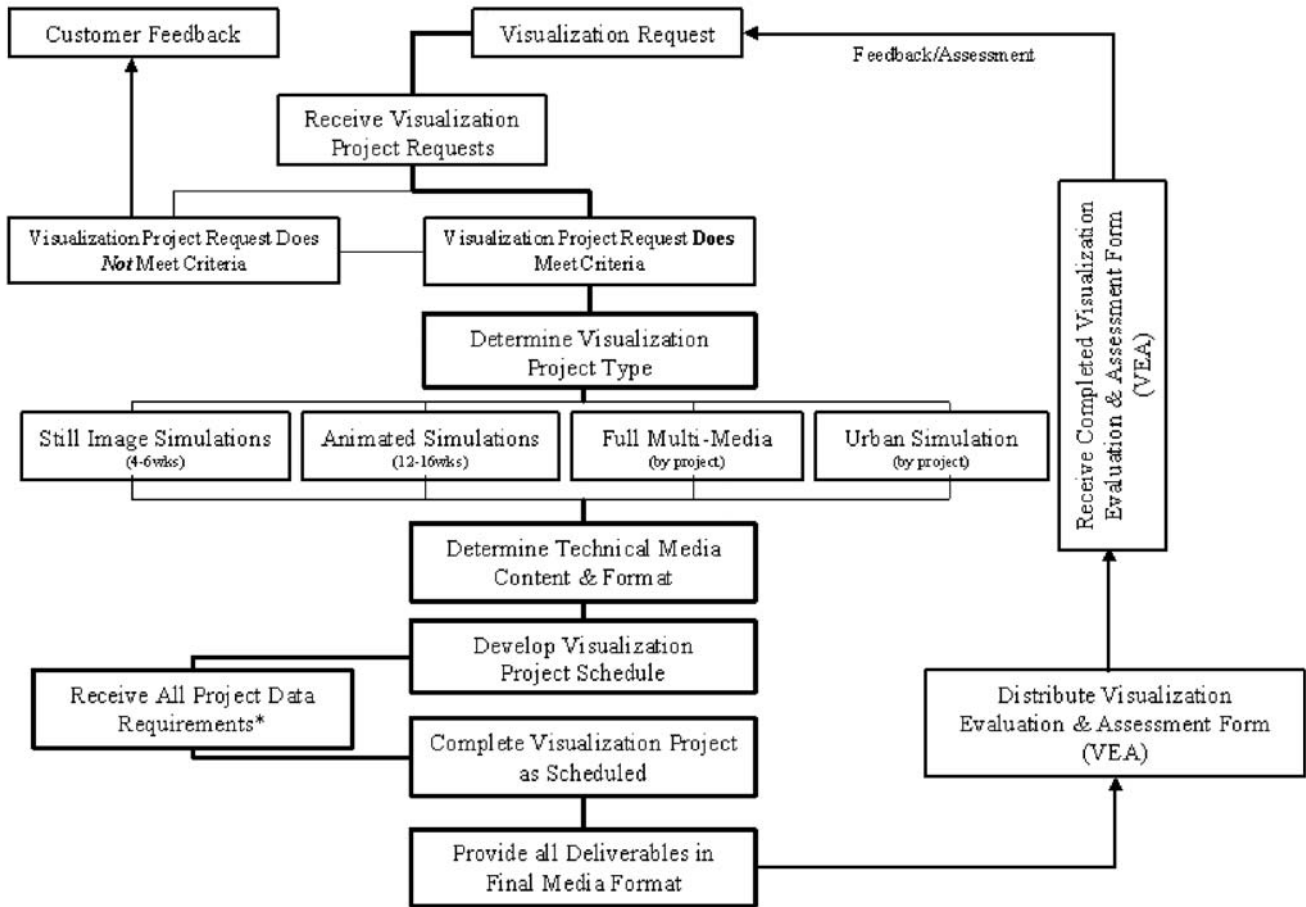 Customer Feedback
Visualization Request
Feedback/Assessment
Receive Visualization
Project Requests
Visualization Project Request Does
Not Meet Criteria
Visualization Project Request Does
Meet Criteria
Determine Visualization
Project Type
Still Image Simulations
(4-6wks)
Animated Simulations
(12-16wks)
Full Multi-Media
(by project)
Urban Simulation
(by project)
Determine Technical Media
Content & Format
Develop Visualization
Project Schedule
Receive All Project Data
Requirements*
Complete Visualization Project
as Scheduled
Provide all Deliverables in
Final Media Format
Distribute Visualization
Evaluation & Assessment Form
(VEA)
Receive Completed Visualization
Evaluation & Assessment Form
(VEA)